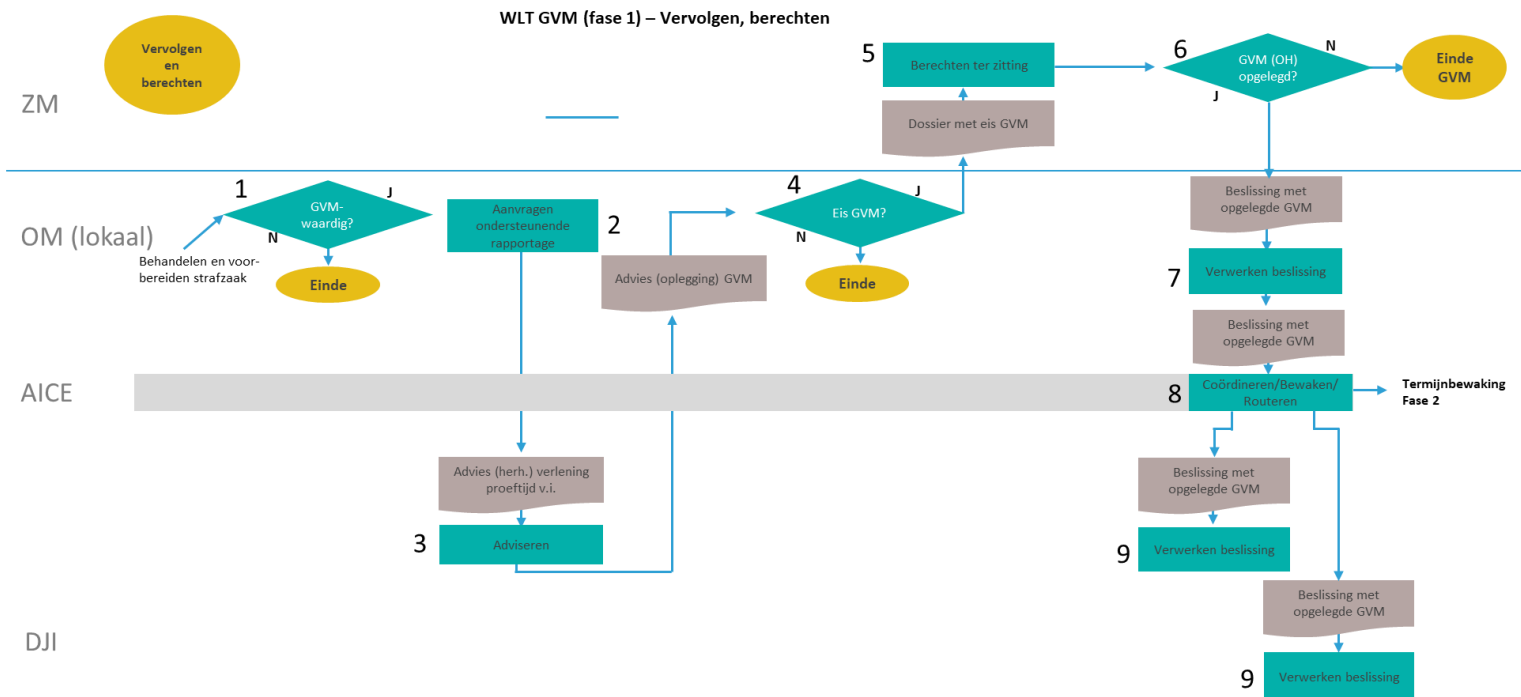 WLT GVM (fase 1) – Vervolgen, berechten
Vervolgen
en
berechten
ZM
5
Berechten ter zitting
6
GVM (OH)
opgelegd?
N
J
Einde
GVM
Dossier met eis GVM
OM (lokaal)
1
GVM-
waardig?
J
N
Behandelen en voor-
bereiden strafzaak
Einde
Aanvragen
ondersteunende
rapportage
2
Advies (oplegging) GVM
4
Eis GVM?
J
N
Einde
Beslissing met
opgelegde GVM
7
Verwerken beslissing
Beslissing met
opgelegde GVM
AICE
8
Coördineren/Bewaken/
Routeren
Termijnbewaking
Fase 2
Advies (herh.) verlening
proeftijd v.i.
3
Adviseren
Beslissing met
opgelegde GVM
9
Verwerken beslissing
Beslissing met
opgelegde GVM
DJI
9
Verwerken beslissing